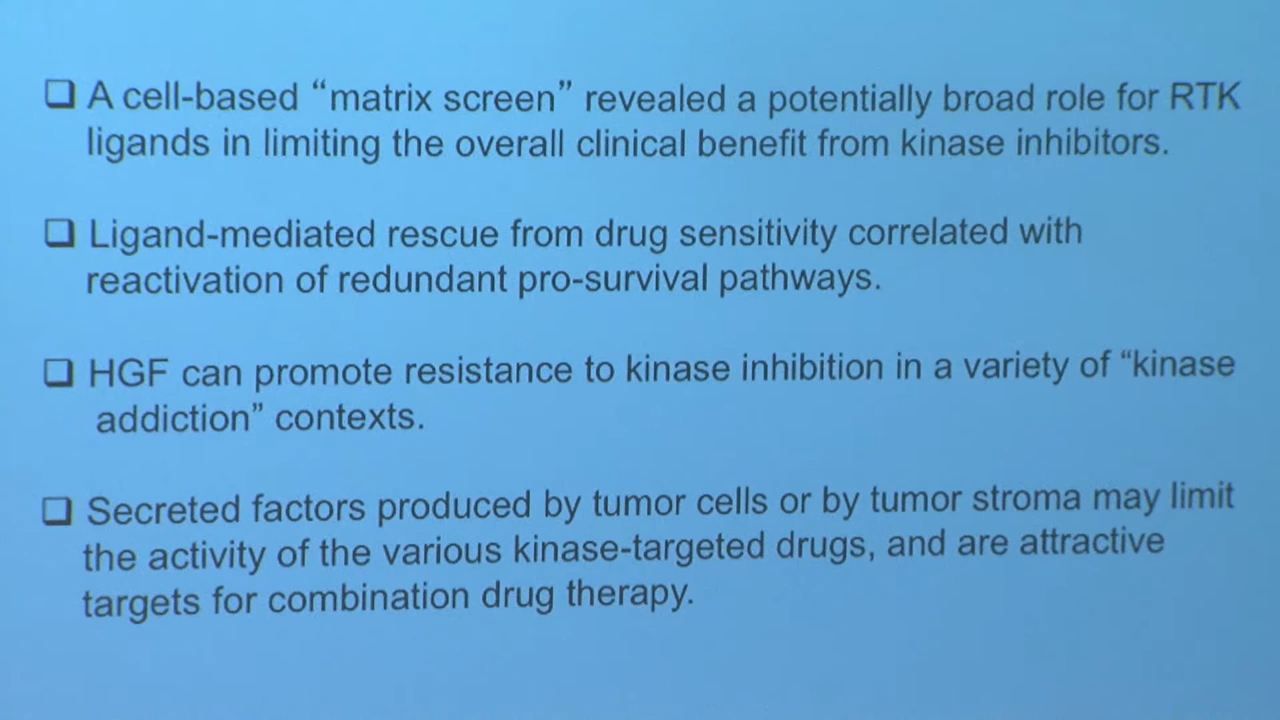 ❑ A cell-based “matrix screen” revealed a potentially broad role for RTK
ligands in limiting the overall clinical benefit from kinase inhibitors.
❑ Ligand-mediated rescue from drug sensitivity correlated with
reactivation of redundant pro-survival pathways.
❑ HGF can promote resistance to kinase inhibition in a variety of “kinase
addiction” contexts.
❑ Secreted factors produced by tumor cells or by tumor stroma may limit
the activity of the various kinase-targeted drugs, and are attractive
targets for combination drug therapy.